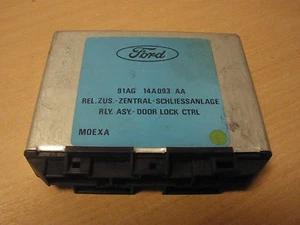 Ford
91AG 14A093 AA
REL.ZUS.-ZENTRAL-SCHLIESSANLAGE
RLY. ASY.-DOOR LOCK CTRL
MOEXA